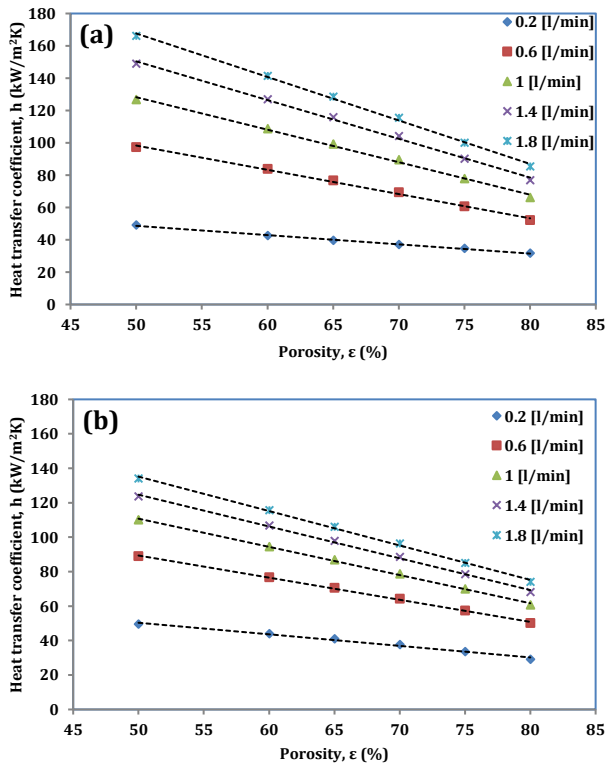 (a)
Heat transfer coefficient, h (kW/m²K)
180
160
140
120
100
80
60
40
20
0
0.2 [l/min]
0.6 [l/min]
1 [l/min]
1.4 [l/min]
1.8 [l/min]
45 50 55 60 65 70 75 80 85
Porosity, ε (%)
(b)
Heat transfer coefficient, h (kW/m²K)
180
160
140
120
100
80
60
40
20
0
0.2 [l/min]
0.6 [l/min]
1 [l/min]
1.4 [l/min]
1.8 [l/min]
45 50 55 60 65 70 75 80 85
Porosity, ε (%)